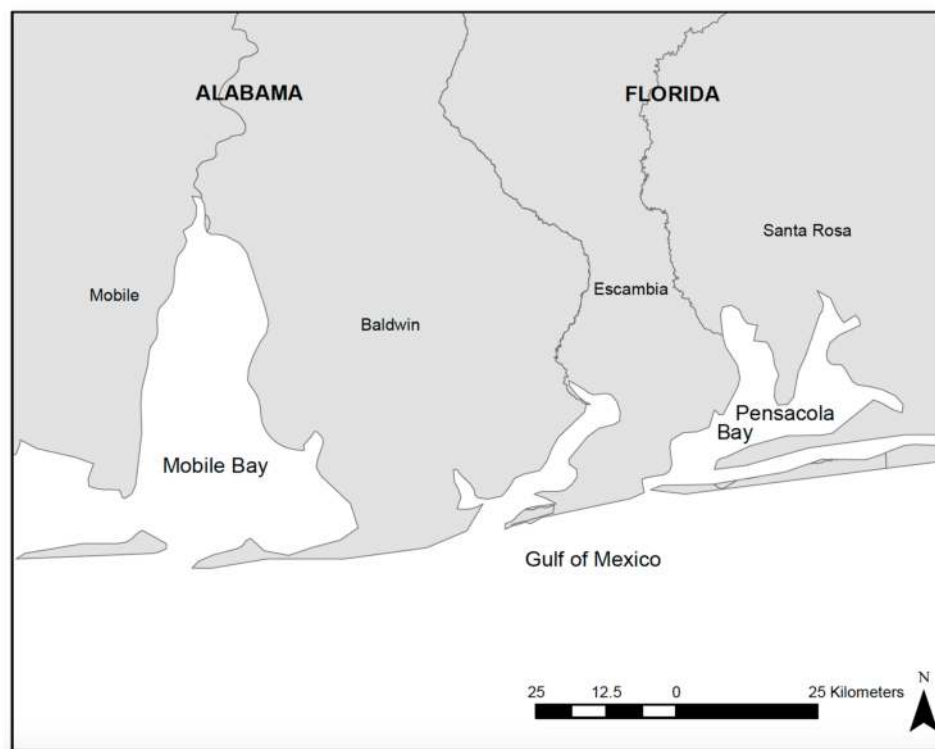 ALABAMA
FLORIDA
Santa Rosa
Mobile
Escambia
Baldwin
Pensacola
Bay
Mobile Bay
Gulf of Mexico
N
25 12.5 0 25 Kilometers